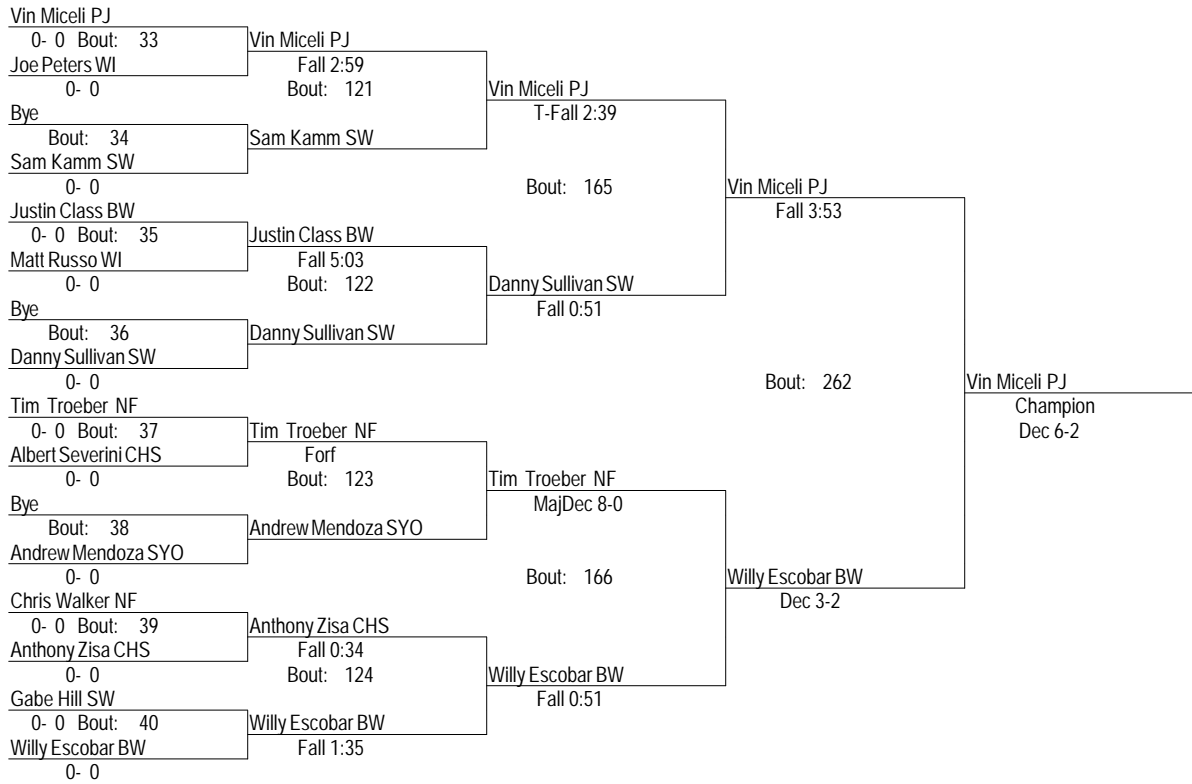 Vin Miceli PJ
0- 0 Bout: 33
Joe Peters WI
0- 0
Bye
Bout: 34
Sam Kamm SW
0- 0
Justin Class BW
0- 0 Bout: 35
Matt Russo WI
0- 0
Bye
Bout: 36
Danny Sullivan SW
0- 0
Tim Troeber NF
0- 0 Bout: 37
Albert Severini CHS
0- 0
Bye
Bout: 38
Andrew Mendoza SYO
0- 0
Chris Walker NF
0- 0 Bout: 39
Anthony Zisa CHS
0- 0
Gabe Hill SW
0- 0 Bout: 40
Willy Escobar BW
0- 0
Vin Miceli PJ
Fall 2:59
Bout: 121
Sam Kamm SW
Justin Class BW
Fall 5:03
Bout: 122
Danny Sullivan SW
Tim Troeber NF
Forf
Bout: 123
Andrew Mendoza SYO
Anthony Zisa CHS
Fall 0:34
Bout: 124
Willy Escobar BW
Fall 1:35
Vin Miceli PJ
T-Fall 2:39
Bout: 165
Danny Sullivan SW
Fall 0:51
Tim Troeber NF
MajDec 8-0
Bout: 166
Willy Escobar BW
Fall 0:51
Vin Miceli PJ
Fall 3:53
Bout: 262
Willy Escobar BW
Dec 3-2
Vin Miceli PJ
Champion
Dec 6-2